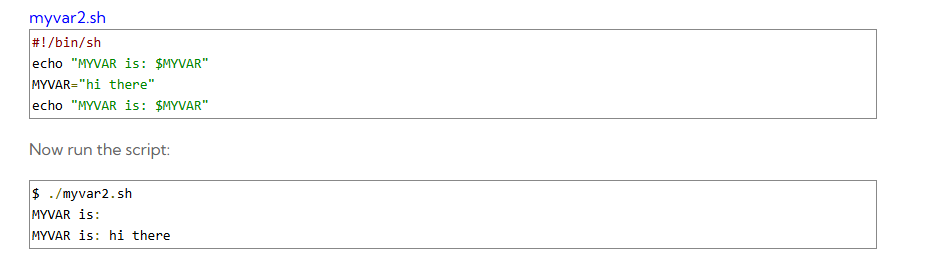 myvar2.sh
#!/bin/sh
echo "MYVAR is: $MYVAR"
MYVAR="hi there"
echo "MYVAR is: $MYVAR"
Now run the script:
$ ./myvar2.sh
MYVAR is:
MYVAR is: hi there